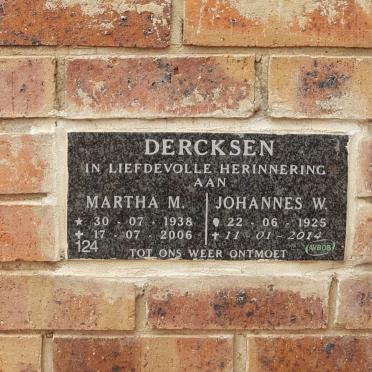 DERCKSEN
IN LIEFDEVOLLE HERINNERING
AAN
MARTHA M. JOHANNES W.
★ 30 · 07 · 1938 22 · 06 · 1925
✝ 17 · 07 · 2006 ✝ 11 · 01 · 2014
124 AVBOB
TOT ONS WEER ONTMOET